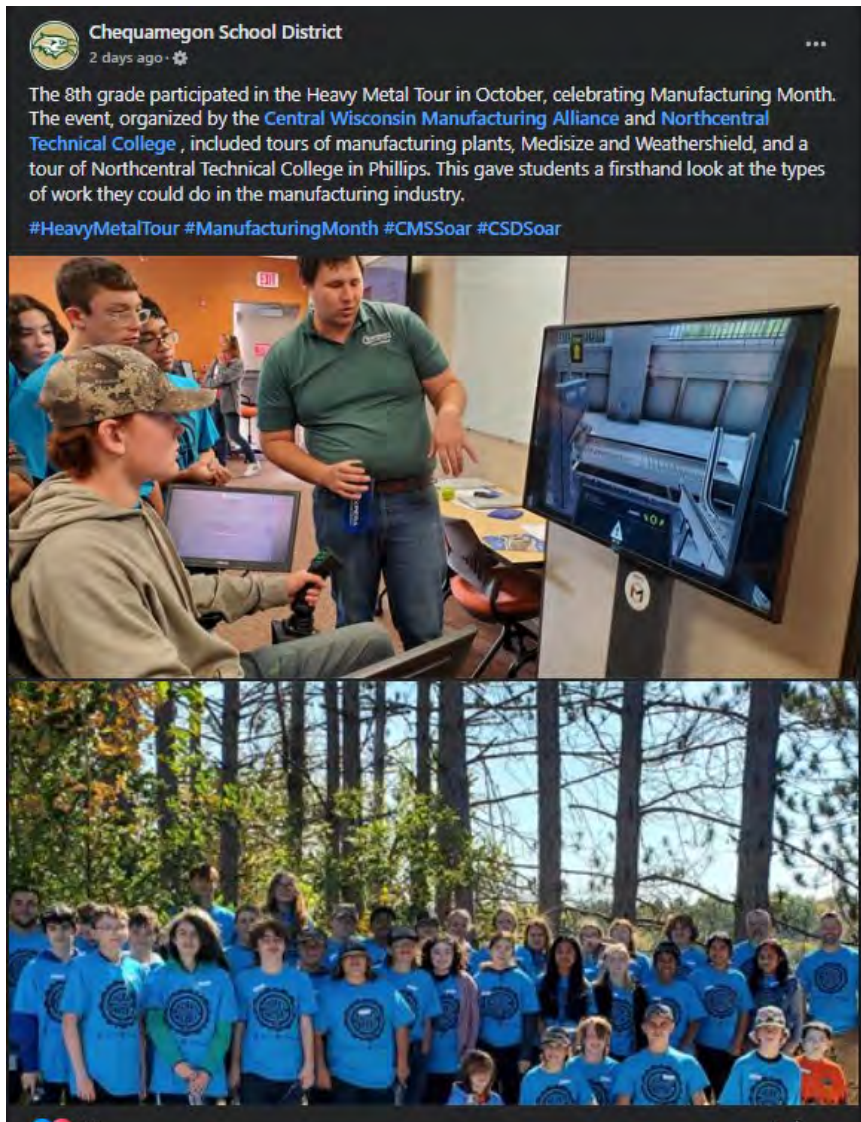 Chequamegon School District
2 days ago ·
The 8th grade participated in the Heavy Metal Tour in October, celebrating Manufacturing Month.
The event, organized by the Central Wisconsin Manufacturing Alliance and Northcentral
Technical College , included tours of manufacturing plants, Medisize and Weathershield, and a
tour of Northcentral Technical College in Phillips. This gave students a firsthand look at the types
of work they could do in the manufacturing industry.
#HeavyMetalTour #ManufacturingMonth #CMSSoar #CSDSoar
EXIT